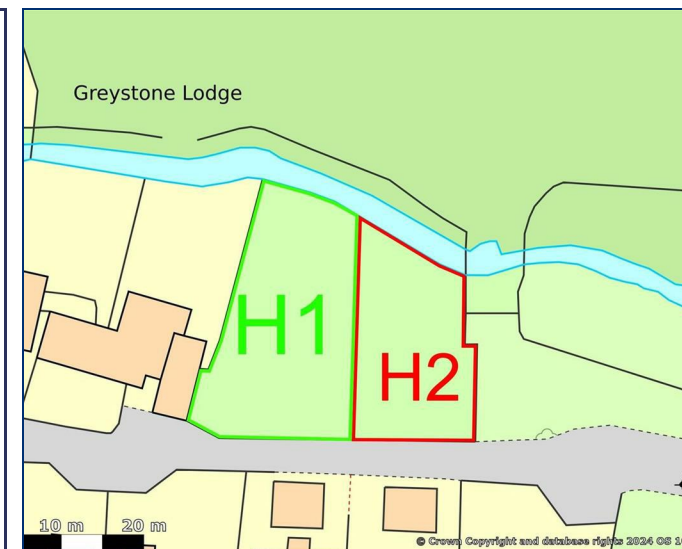 Greystone Lodge
H1
H2
10 m 20 m
© Crown Copyright and database rights 2024 OS